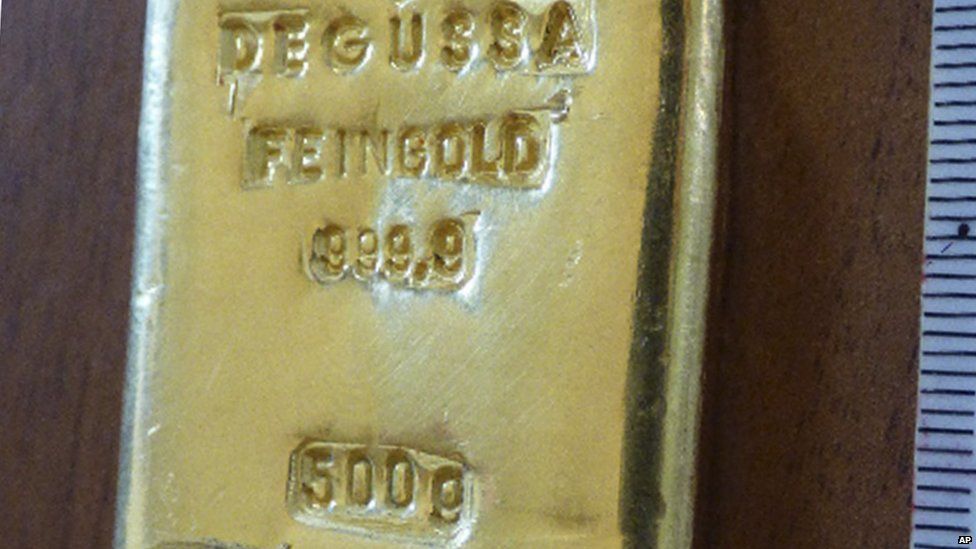 DEGUSSA
FEINGOLD
999,9
500g
AP